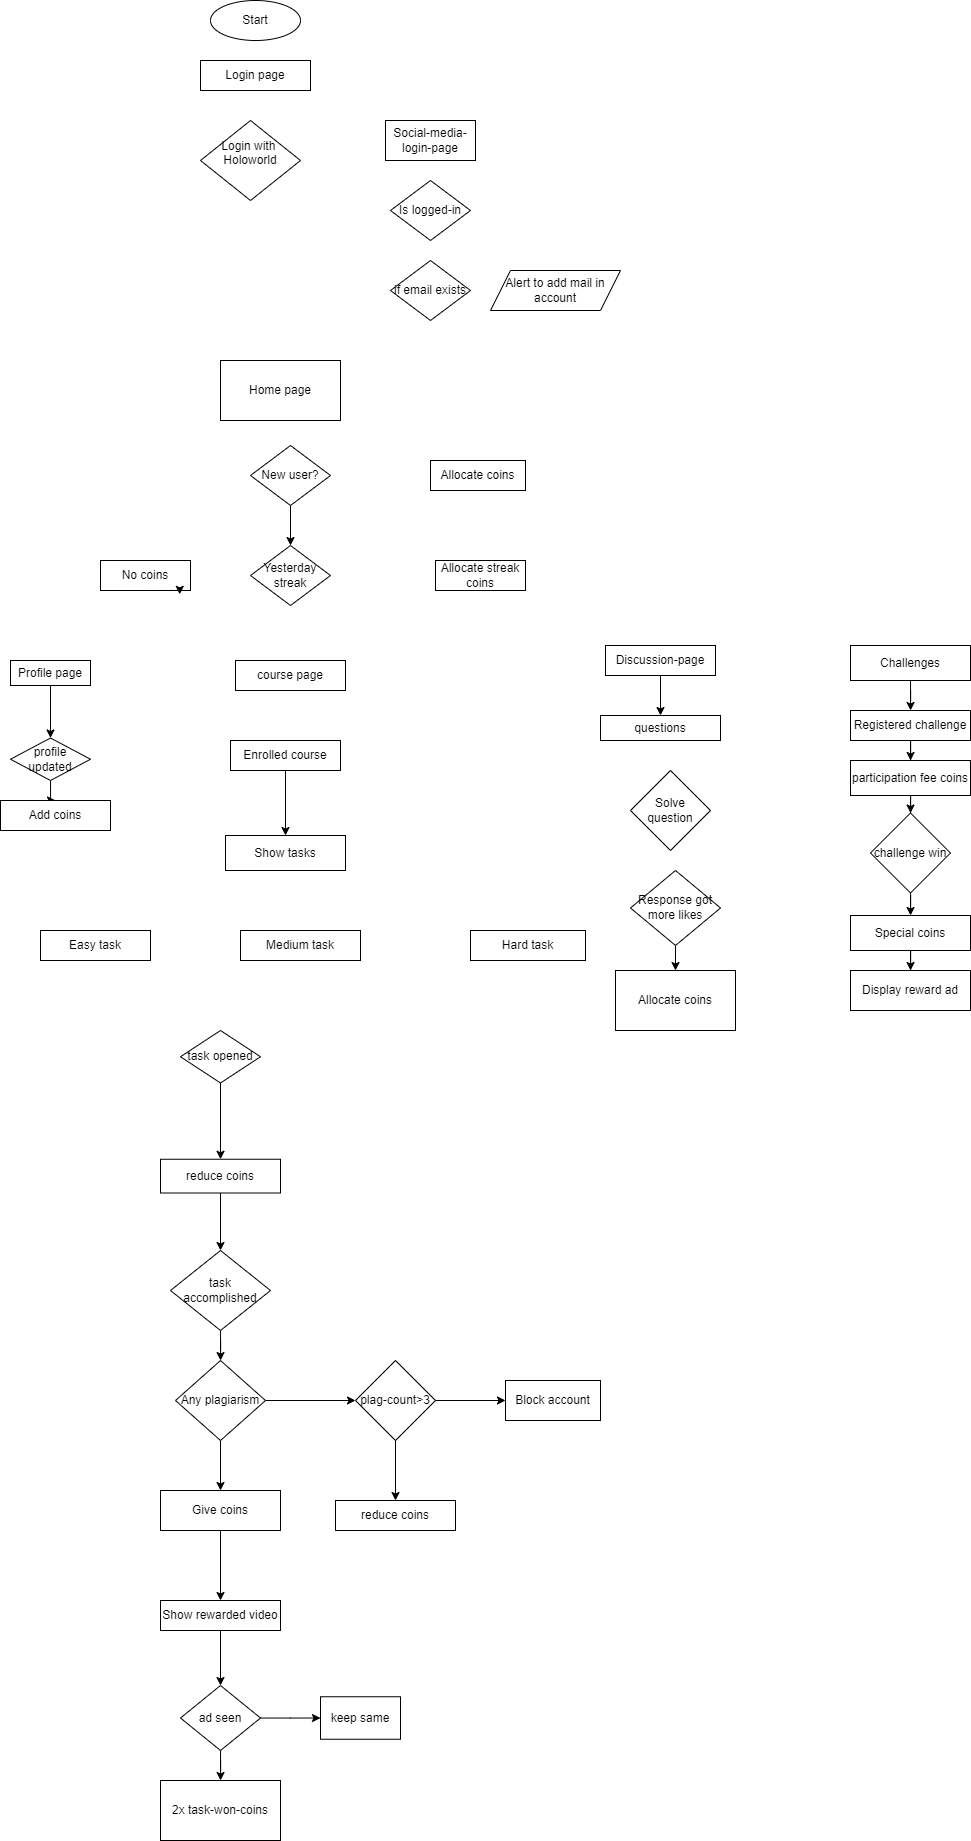 Start
Login page
Login with
Holoworld
Social-media-
login-page
Is logged-in
if email exists
Alert to add mail in
account
Home page
New user?
Allocate coins
No coins
Yesterday
streak
Allocate streak
coins
Profile page
course page
Discussion-page
Challenges
profile
updated
Enrolled course
questions
Registered challenge
participation fee coins
Add coins
Show tasks
Solve
question
challenge win
Response got
more likes
Easy task
Medium task
Hard task
Special coins
Allocate coins
Display reward ad
task opened
reduce coins
task
accomplished
Any plagiarism
plag-count>3
Block account
Give coins
reduce coins
Show rewarded video
ad seen
keep same
2x task-won-coins